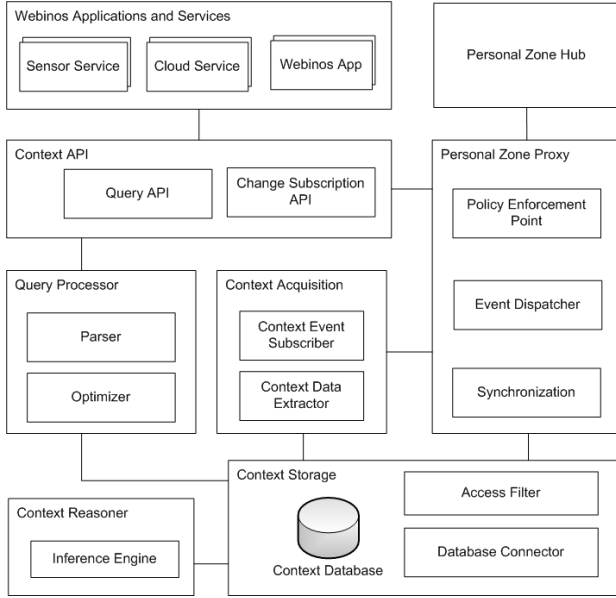 Webinos Applications and Services
Sensor Service
Cloud Service
Webinos App
Personal Zone Hub
Context API
Query API
Change Subscription
API
Personal Zone Proxy
Policy Enforcement
Point
Event Dispatcher
Synchronization
Query Processor
Parser
Optimizer
Context Acquisition
Context Event
Subscriber
Context Data
Extractor
Context Storage
Context Database
Access Filter
Database Connector
Context Reasoner
Inference Engine